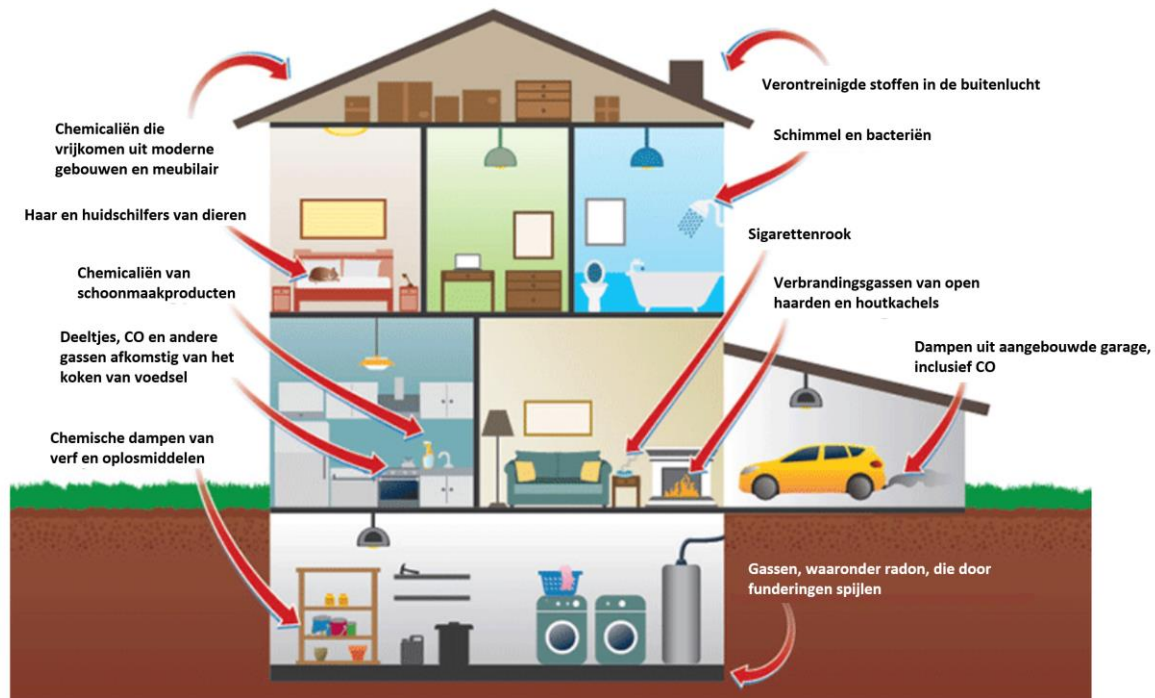 Chemicaliën die
vrijkomen uit moderne
gebouwen en meubilair
Haar en huidschilfers van dieren
Chemicaliën van
schoonmaakproducten
Deeltjes, CO en andere
gassen afkomstig van het
koken van voedsel
Chemische dampen van
verf en oplosmiddelen
Verontreinigde stoffen in de buitenlucht
Schimmel en bacteriën
Sigarettenrook
Verbrandingsgassen van open
haarden en houtkachels
Dampen uit aangebouwde garage,
inclusief CO
Gassen, waaronder radon, die door
funderingen spijlen